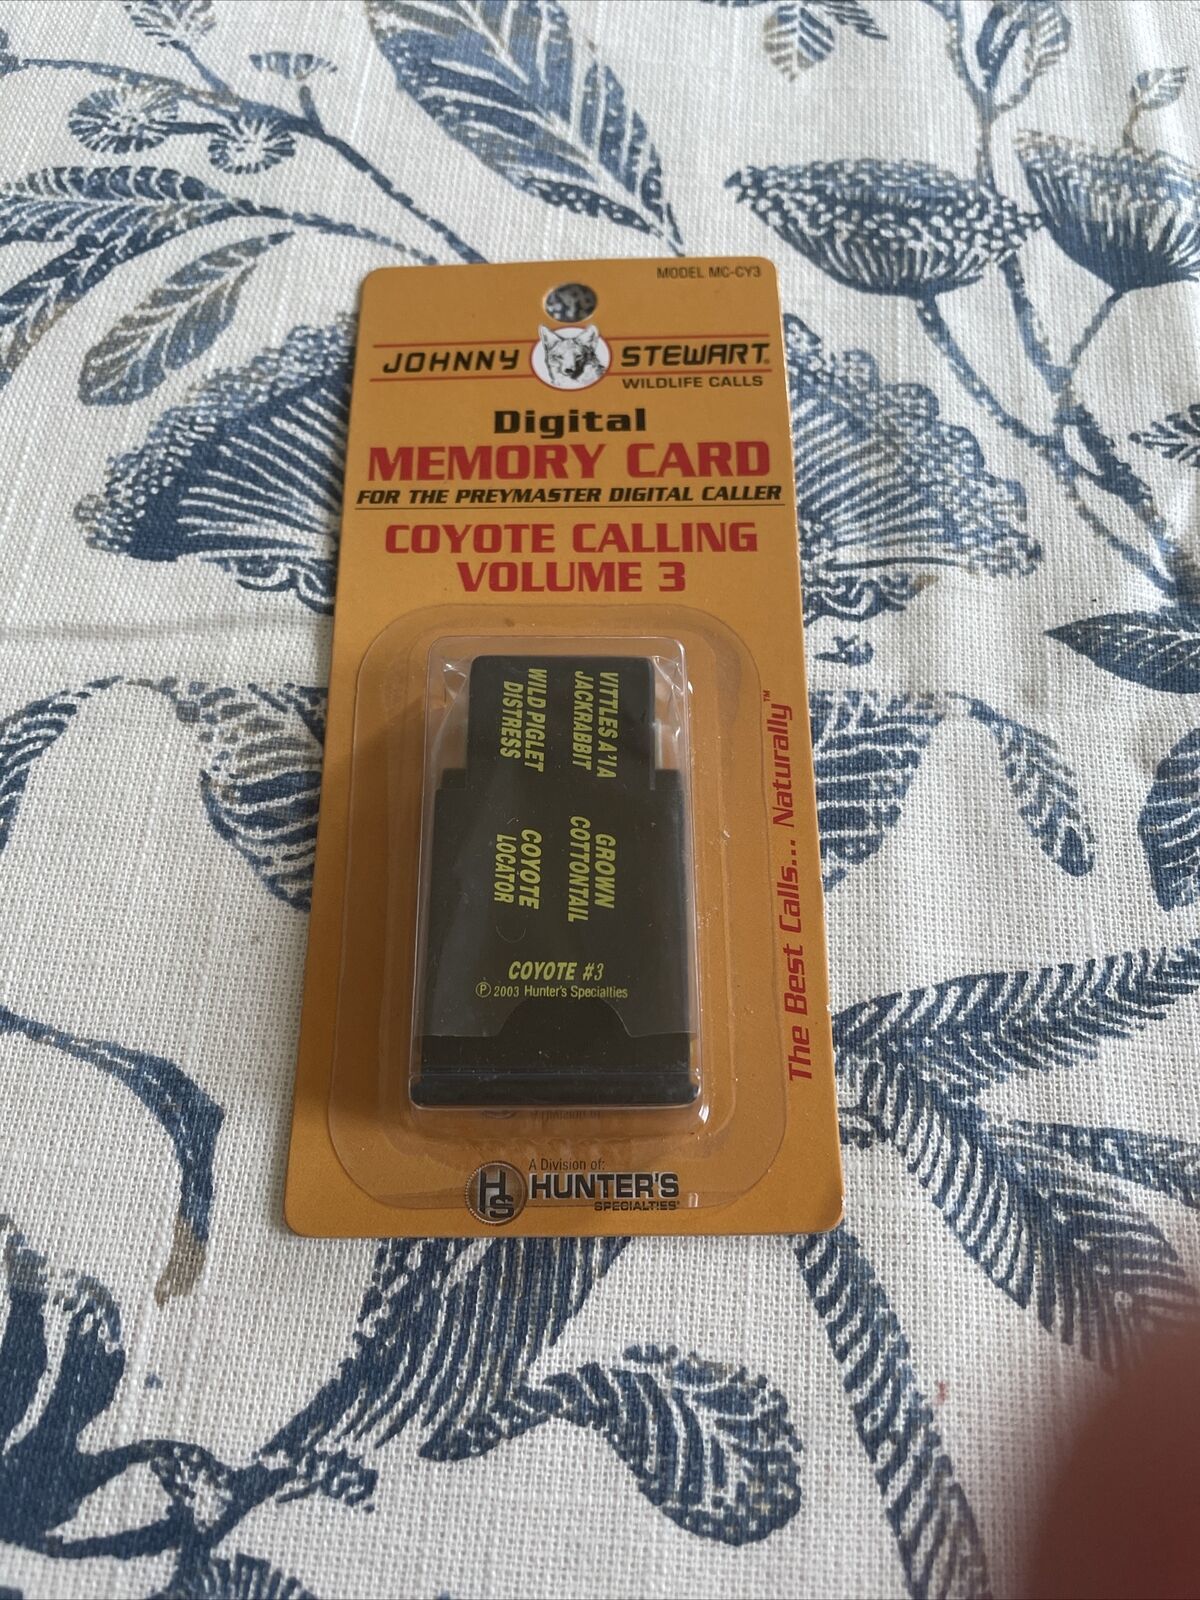 MODEL MC-CY3
JOHNNY STEWART®
WILDLIFE CALLS
Digital
MEMORY CARD
FOR THE PREYMASTER DIGITAL CALLER
COYOTE CALLING
VOLUME 3
VITTLES A'IA
JACKRABBIT
WILD PIGLET
DISTRESS
GROWN
COTTONTAIL
COYOTE
LOCATOR
COYOTE #3
℗ 2003 Hunter's Specialties
The Best Calls... Naturally™
A Division of:
HS HUNTER'S
SPECIALTIES®